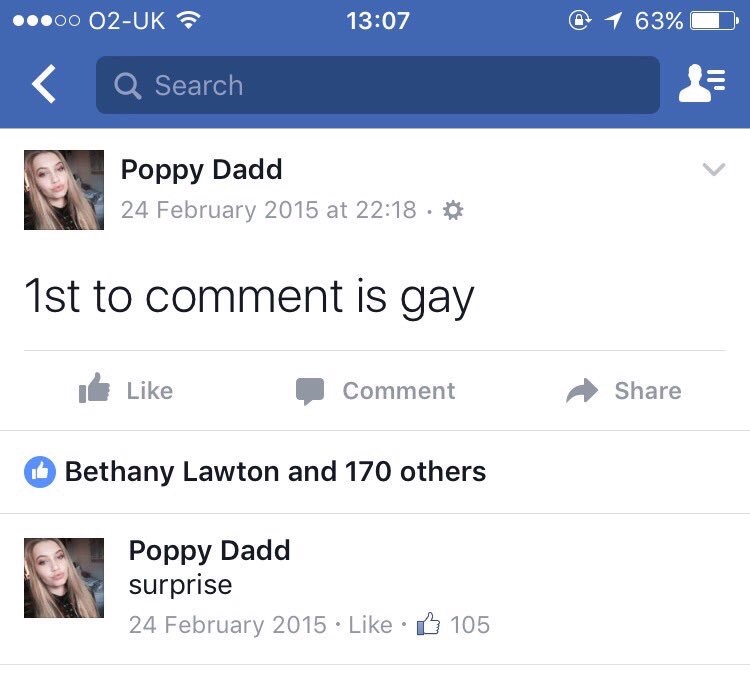 O2-UK 13:07 63%
Search
Poppy Dadd
24 February 2015 at 22:18 ·
1st to comment is gay
Like Comment Share
Bethany Lawton and 170 others
Poppy Dadd
surprise
24 February 2015 · Like · 105